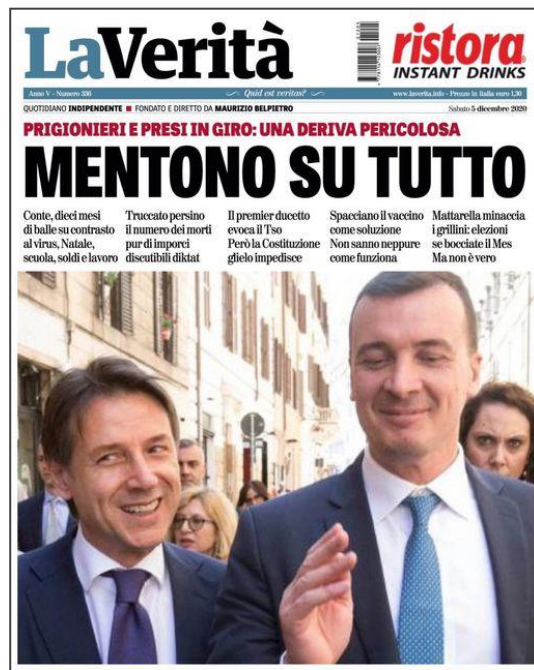 LaVerità
ristora
INSTANT DRINKS
Anno V - Numero 336
Quid est veritas?
www.laverita.info - Prezzo in Italia euro 1,50
QUOTIDIANO INDIPENDENTE ■ FONDATO E DIRETTO DA MAURIZIO BELPIETRO
Sabato 5 dicembre 2020
PRIGIONIERI E PRESI IN GIRO: UNA DERIVA PERICOLOSA
MENTONO SU TUTTO
Conte, dieci mesi
di balle su contrasto
al virus, Natale,
scuola, soldi e lavoro
Truccato persino
il numero dei morti
pur di imporci
discutibili diktat
Il premier ducetto
evoca il Tso
Però la Costituzione
glielo impedisce
Spacciano il vaccino
come soluzione
Non sanno neppure
come funziona
Mattarella minaccia
i grillini: elezioni
se bocciate il Mes
Ma non è vero